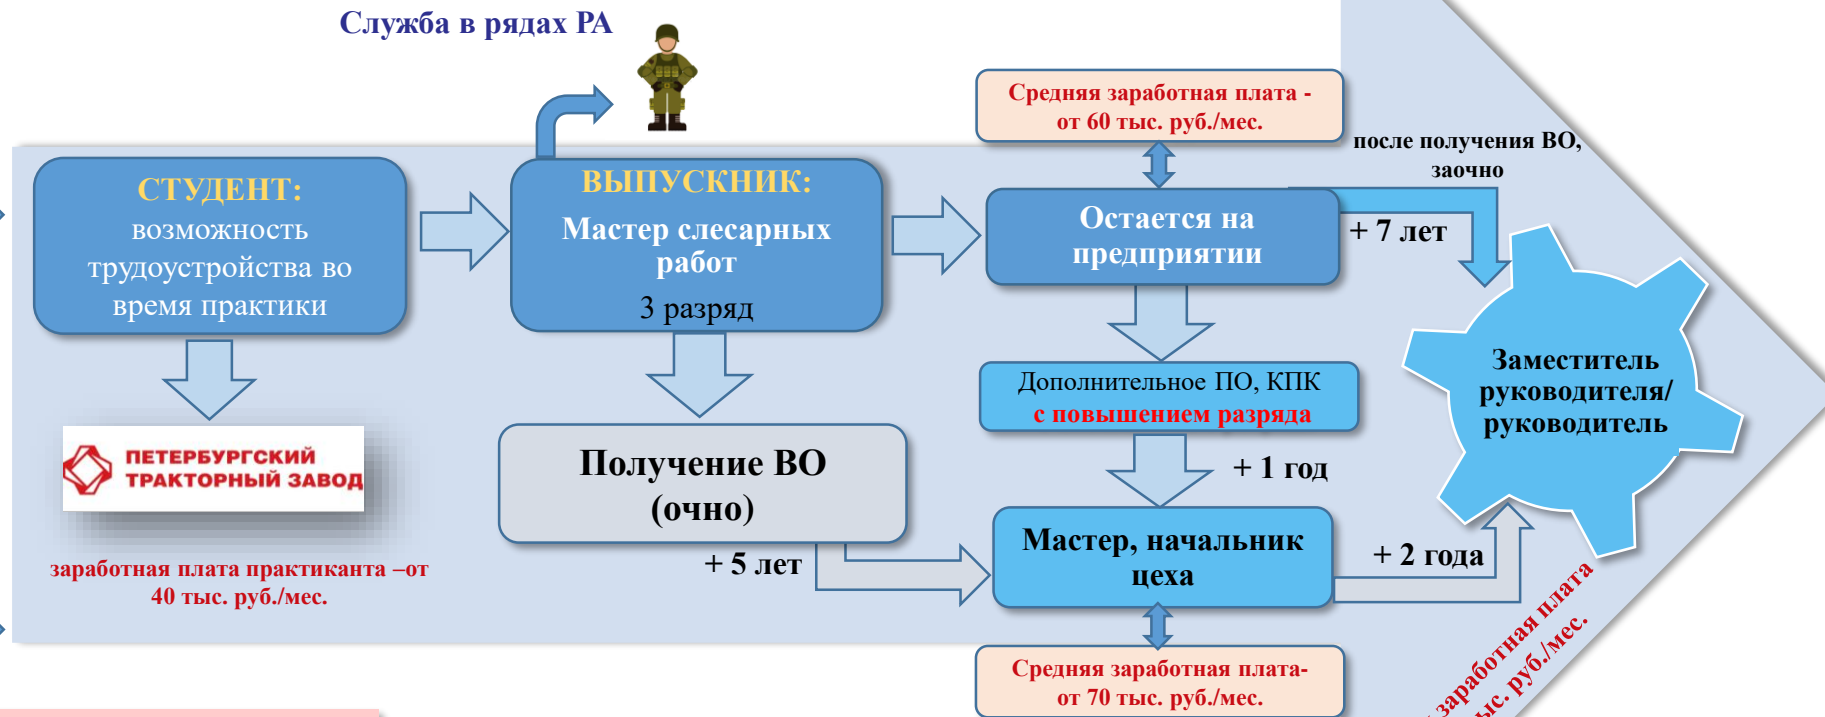 Служба в рядах РА
СТУДЕНТ:
возможность
трудоустройства во
время практики
ПЕТЕРБУРГСКИЙ
ТРАКТОРНЫЙ ЗАВОД
заработная плата практиканта –от
40 тыс. руб./мес.
ВЫПУСКНИК:
Мастер слесарных
работ
3 разряд
Получение ВО
(очно)
+ 5 лет
Средняя заработная плата -
от 60 тыс. руб./мес.
Остается на
предприятии
Дополнительное ПО, КПК
с повышением разряда
+ 1 год
Мастер, начальник
цеха
Средняя заработная плата-
от 70 тыс. руб./мес.
после получения ВО,
заочно
+ 7 лет
+ 2 года
Заместитель
руководителя/
руководитель
заработная плата
руб./мес.